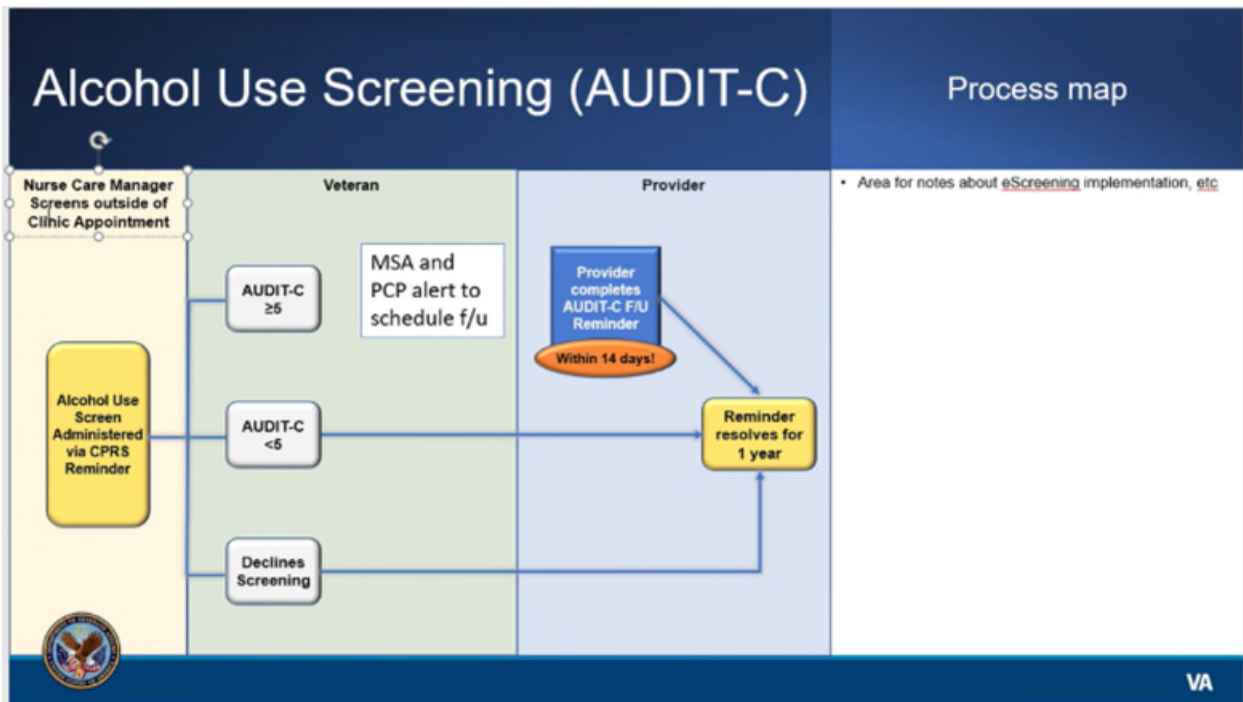 Alcohol Use Screening (AUDIT-C)
Process map
Nurse Care Manager
Screens outside of
Clinic Appointment
Veteran
Provider
• Area for notes about eScreening implementation, etc
AUDIT-C
≥5
MSA and
PCP alert to
schedule f/u
Provider
completes
AUDIT-C F/U
Reminder
Within 14 days!
Alcohol Use
Screen
Administered
via CPRS
Reminder
AUDIT-C
<5
Reminder
resolves for
1 year
Declines
Screening
VA